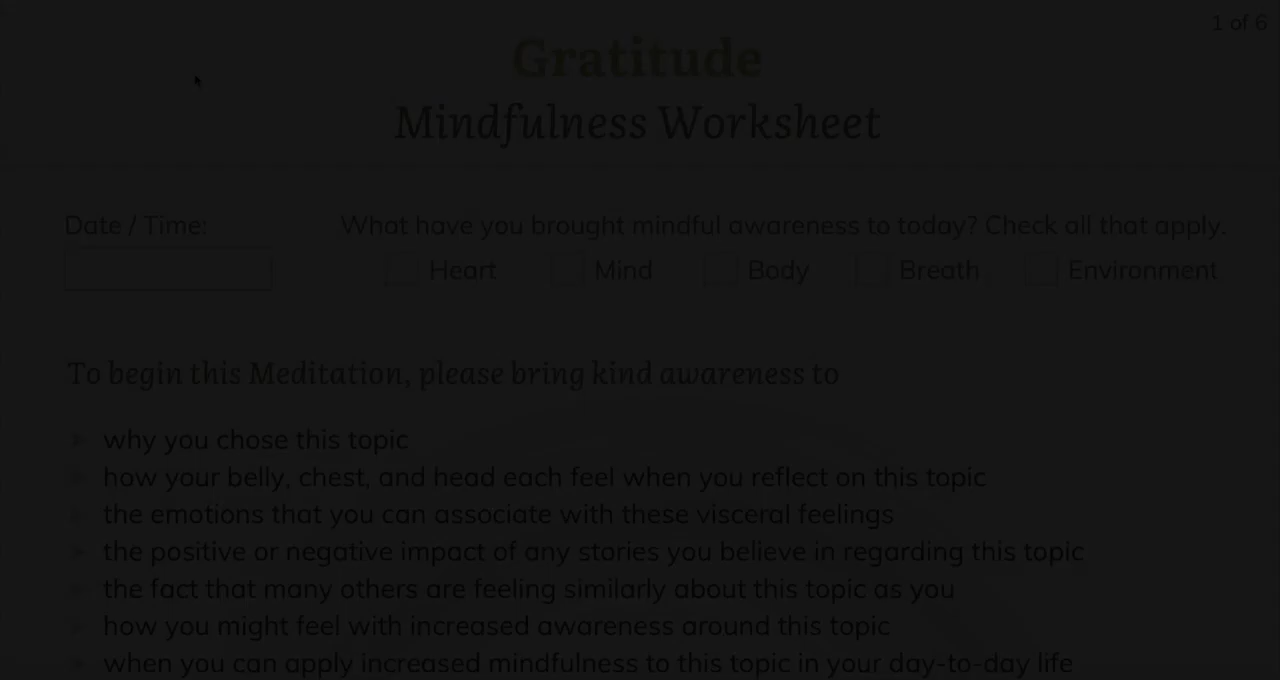 1 of 6
Gratitude
Mindfulness Worksheet
Date / Time:
What have you brought mindful awareness to today? Check all that apply.
Heart Mind Body Breath Environment
To begin this Meditation, please bring kind awareness to
why you chose this topic
how your belly, chest, and head each feel when you reflect on this topic
the emotions that you can associate with these visceral feelings
the positive or negative impact of any stories you believe in regarding this topic
the fact that many others are feeling similarly about this topic as you
how you might feel with increased awareness around this topic
when you can apply increased mindfulness to this topic in your day-to-day life